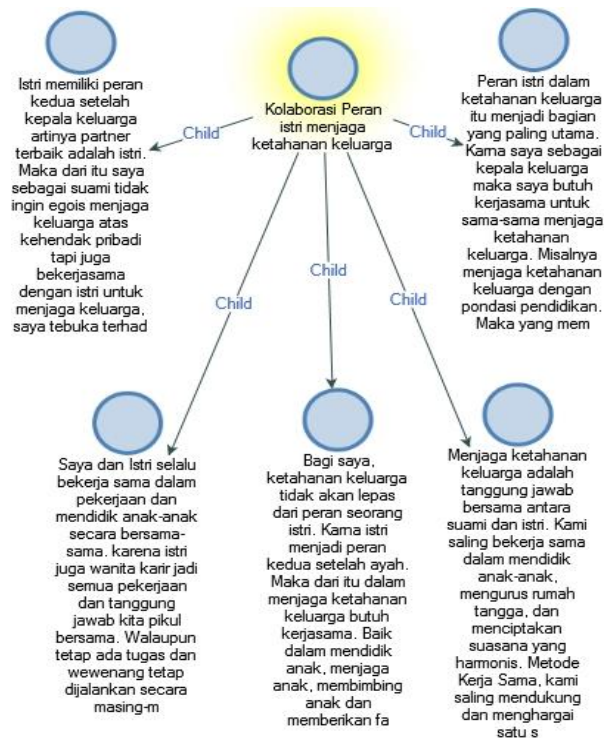 Istri memiliki peran
kedua setelah
kepala keluarga
artinya partner
terbaik adalah istri.
Maka dari itu saya
sebagai suami tidak
ingin egois menjaga
keluarga atas
kehendak pribadi
tapi juga
bekerjasama
dengan istri untuk
menjaga keluarga,
saya tebuka terhad
Child
Kolaborasi Peran
istri menjaga
ketahanan keluarga
Child
Peran istri dalam
ketahanan keluarga
itu menjadi bagian
yang paling utama.
Karna saya sebagai
kepala keluarga
maka saya butuh
kerjasama untuk
sama-sama menjaga
ketahanan
keluarga. Misalnya
menjaga ketahanan
keluarga dengan
pondasi pendidikan.
Maka yang mem
Child
Child
Child
Saya dan Istri selalu
bekerja sama dalam
pekerjaan dan
mendidik anak-anak
secara bersama-
sama. karena istri
juga wanita karir jadi
semua pekerjaan
dan tanggung
jawab kita pikul
bersama. Walaupun
tetap ada tugas dan
wewenang tetap
dijalankan secara
masing-m
Bagi saya,
ketahanan keluarga
tidak akan lepas
dari peran seorang
istri. Karna istri
menjadi peran
kedua setelah ayah.
Maka dari itu dalam
menjaga ketahanan
keluarga butuh
kerjasama. Baik
dalam mendidik
anak, menjaga
anak, membimbing
anak dan
memberikan fa
Menjaga ketahanan
keluarga adalah
tanggung jawab
bersama antara
suami dan istri. Kami
saling bekerja sama
dalam mendidik
anak-anak,
mengurus rumah
tangga, dan
menciptakan
suasana yang
harmonis. Metode
Kerja Sama, kami
saling mendukung
dan menghargai
satu s